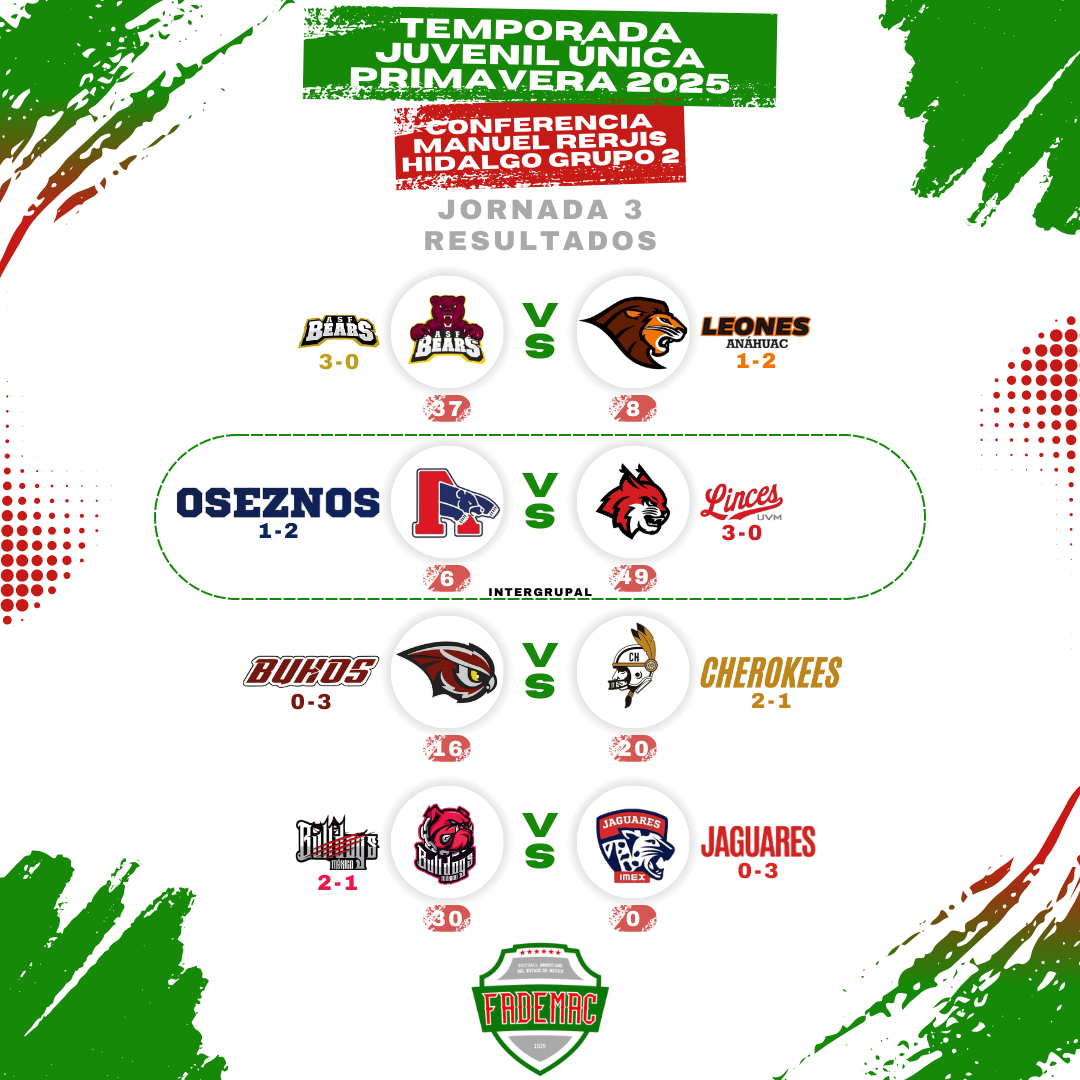 TEMPORADA
JUVENIL ÚNICA
PRIMAVERA 2025
CONFERENCIA
MANUEL RERJIS
HIDALGO GRUPO 2
JORNADA 3
RESULTADOS
ASF
BEARS
3-0
ASF
BEARS
VS
LEONES
ANÁHUAC
1-2
37
8
OSEZNOS
1-2
VS
Linces
UVM
3-0
6
49
INTERGRUPAL
BUHOS
0-3
VS
CH
CHEROKEES
2-1
16
20
Bulldogs
MÉXICO
2-1
Bulldogs
MÉXICO
VS
JAGUARES
IMEX
JAGUARES
0-3
30
0
FOOTBALL AMERICANO
DEL ESTADO DE MEXICO
FADEMAC